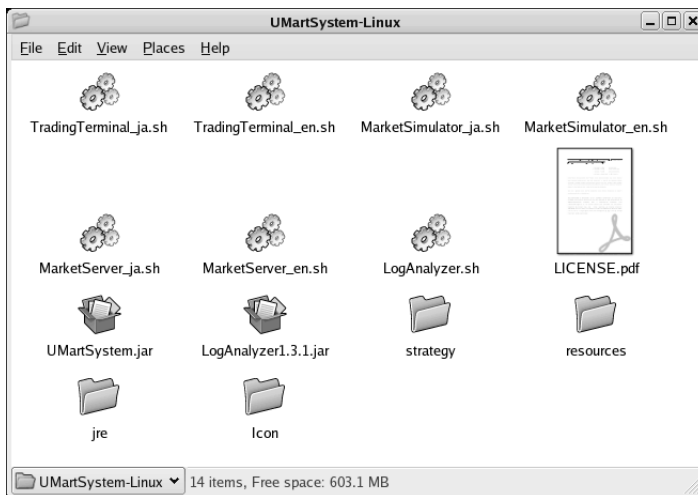 UMartSystem-Linux
File Edit View Places Help
TradingTerminal_ja.sh TradingTerminal_en.sh MarketSimulator_ja.sh MarketSimulator_en.sh
MarketServer_ja.sh MarketServer_en.sh LogAnalyzer.sh LICENSE.pdf
UMartSystem.jar LogAnalyzer1.3.1.jar strategy resources
jre Icon
UMartSystem-Linux 14 items, Free space: 603.1 MB